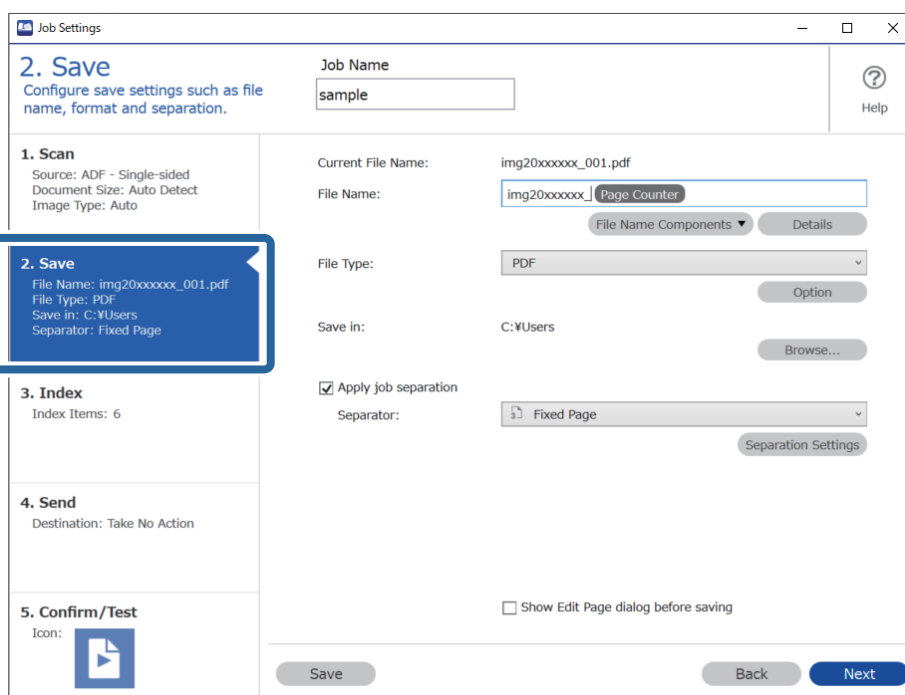 Job Settings
2. Save
Configure save settings such as file
name, format and separation.
Job Name
sample
Help
1. Scan
Source: ADF - Single-sided
Document Size: Auto Detect
Image Type: Auto
2. Save
File Name: img20xxxxxx_001.pdf
File Type: PDF
Save in: C:¥Users
Separator: Fixed Page
3. Index
Index Items: 6
4. Send
Destination: Take No Action
5. Confirm/Test
Icon:
Current File Name: img20xxxxxx_001.pdf
File Name: img20xxxxxx_ Page Counter
File Name Components ▼ Details
File Type: PDF
Option
Save in: C:¥Users
Browse...
Apply job separation
Separator: 3 Fixed Page
Separation Settings
Show Edit Page dialog before saving
Save Back Next